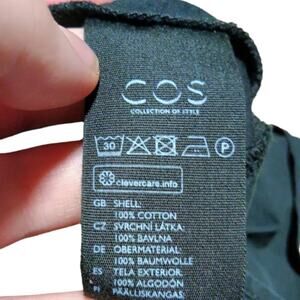 COS
COLLECTION OF STYLE
30 P
clevercare.info
GB SHELL:
100% COTTON
CZ SVRCHNÍ LÁTKA:
100% BAVLNA
DE OBERMATERIAL:
100% BAUMWOLLE
ES TELA EXTERIOR:
100% ALGODÓN
FI PÄÄLLISKANGAS: